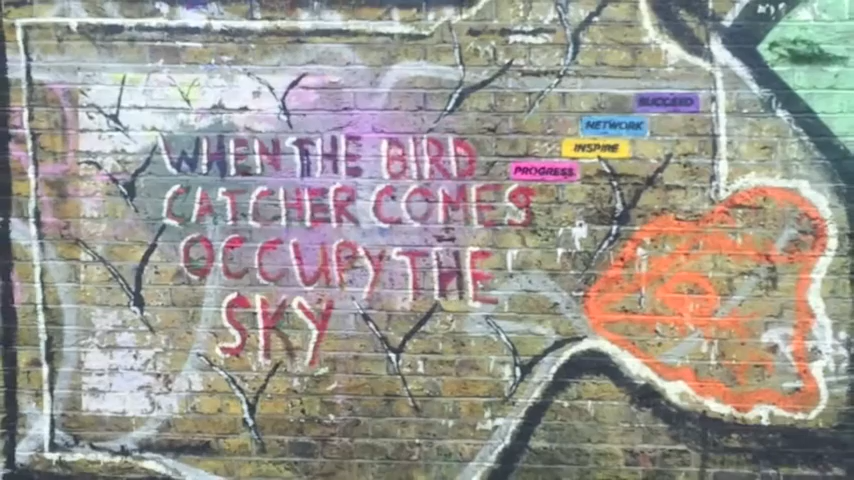 SUCCEED
NETWORK
INSPIRE
PROGRESS
WHEN THE BIRD
CATCHER COMES
OCCUPY THE
SKY